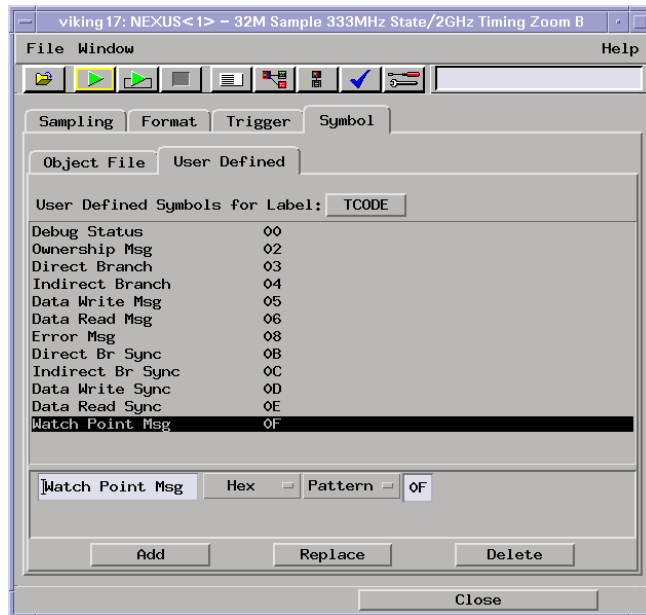 viking17: NEXUS<1> – 32M Sample 333MHz State/2GHz Timing Zoom B
File Window Help
Sampling Format Trigger Symbol
Object File User Defined
User Defined Symbols for Label: TCODE
Debug Status 00
Ownership Msg 02
Direct Branch 03
Indirect Branch 04
Data Write Msg 05
Data Read Msg 06
Error Msg 08
Direct Br Sync 0B
Indirect Br Sync 0C
Data Write Sync 0D
Data Read Sync 0E
Watch Point Msg 0F
Watch Point Msg Hex Pattern 0F
Add Replace Delete
Close